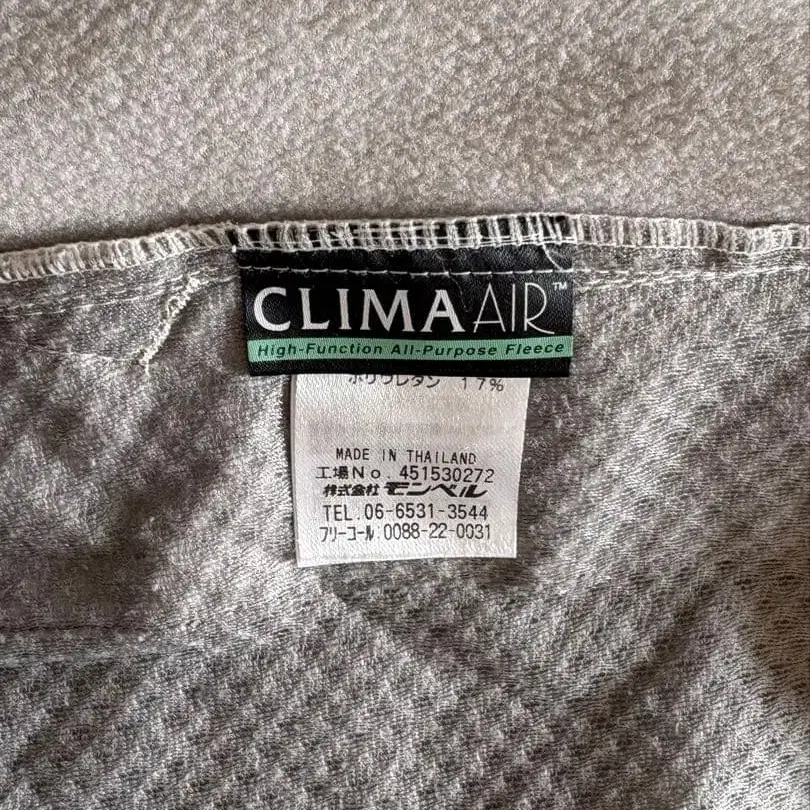 CLIMA AIR™
High-Function All-Purpose Fleece
ポリウレタン 17%
MADE IN THAILAND
工場No. 451530272
株式会社 モンベル
TEL.06-6531-3544
フリーコール:0088-22-0031